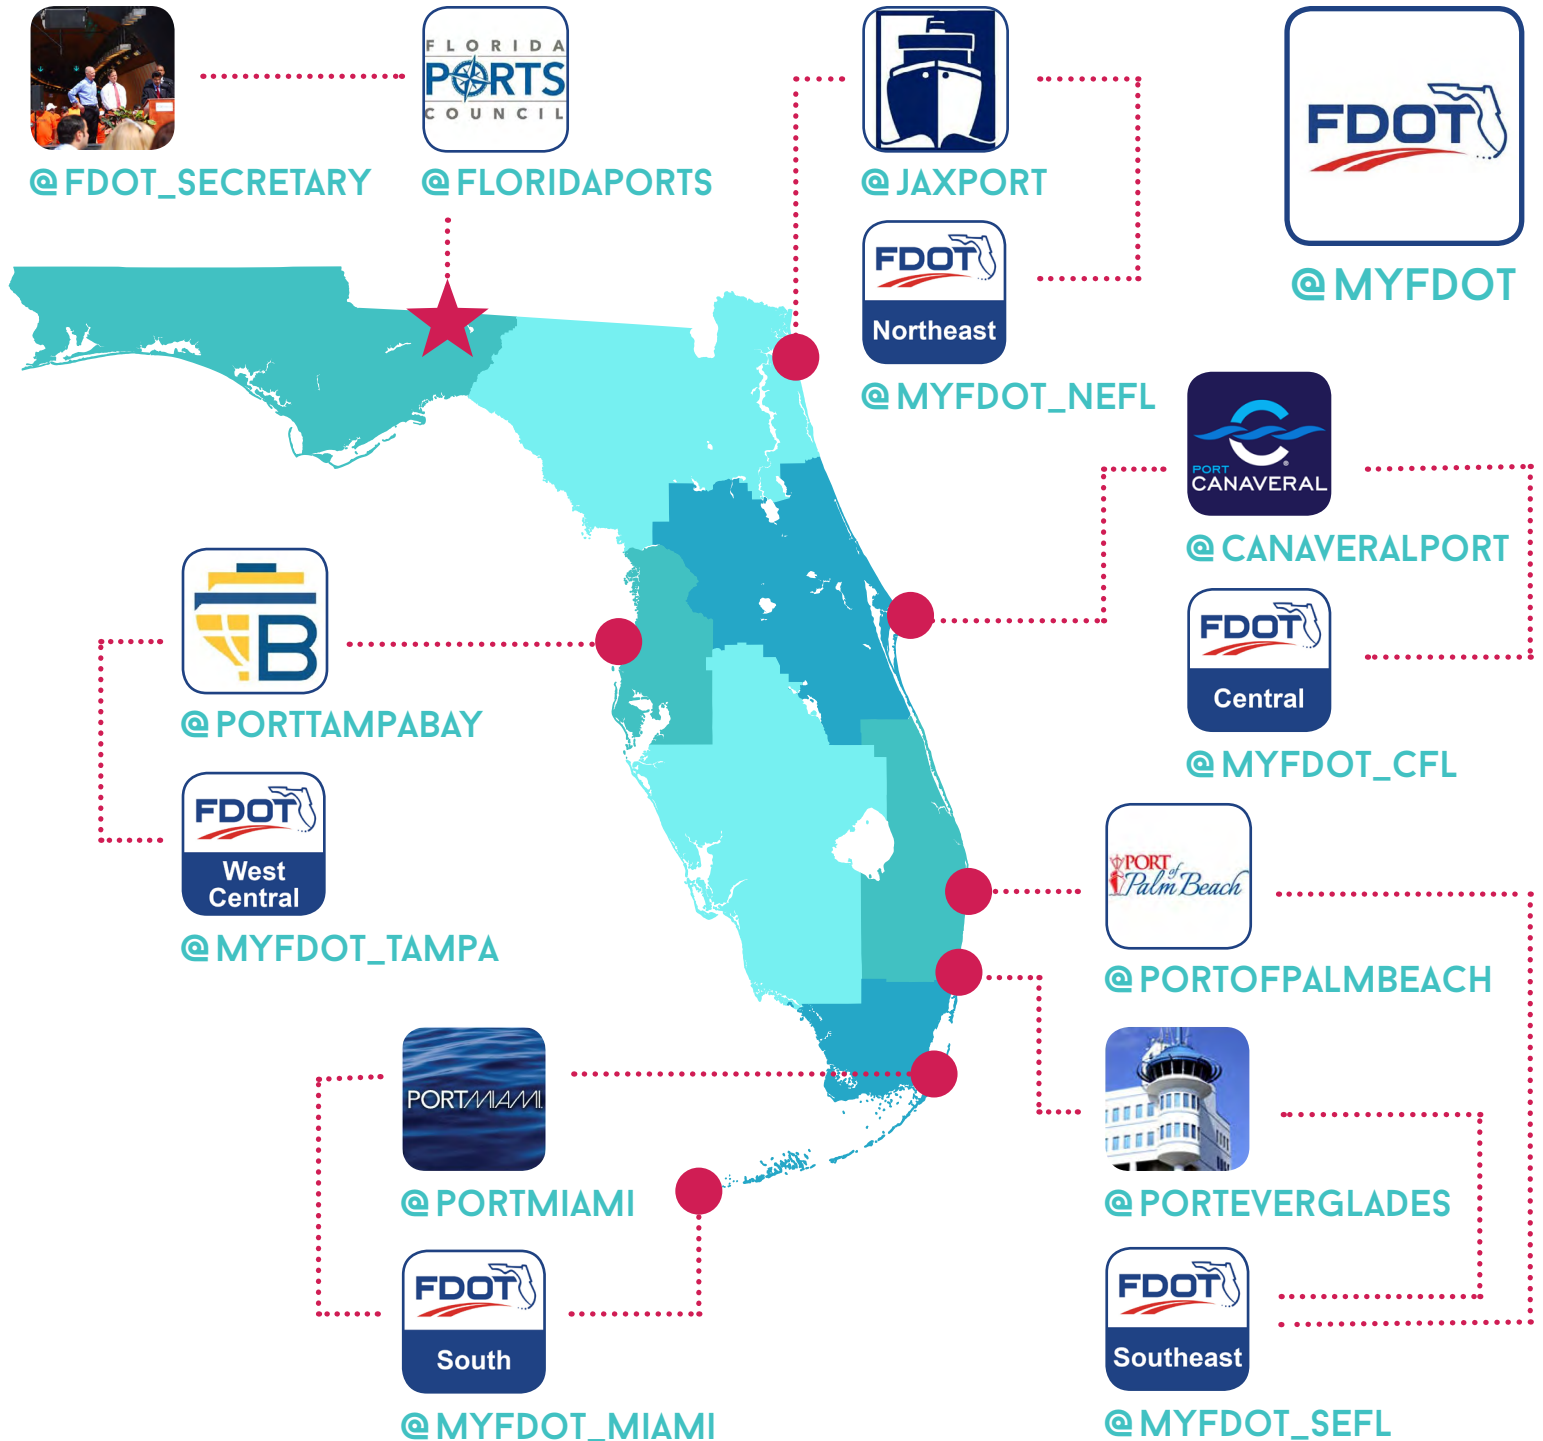 FLORIDA
PORTS
COUNCIL
@FDOT_SECRETARY
@FLORIDAPORTS
@JAXPORT
FDOT
Northeast
@MYFDOT_NEFL
FDOT
@MYFDOT
PORT
CANAVERAL
@CANAVERALPORT
FDOT
Central
@MYFDOT_CFL
B
@PORTTAMPABAY
FDOT
West
Central
@MYFDOT_TAMPA
PORT
of
Palm Beach
@PORTOFPALMBEACH
PORTMIAMI
@PORTMIAMI
@PORTEVERGLADES
FDOT
South
@MYFDOT_MIAMI
FDOT
Southeast
@MYFDOT_SEFL